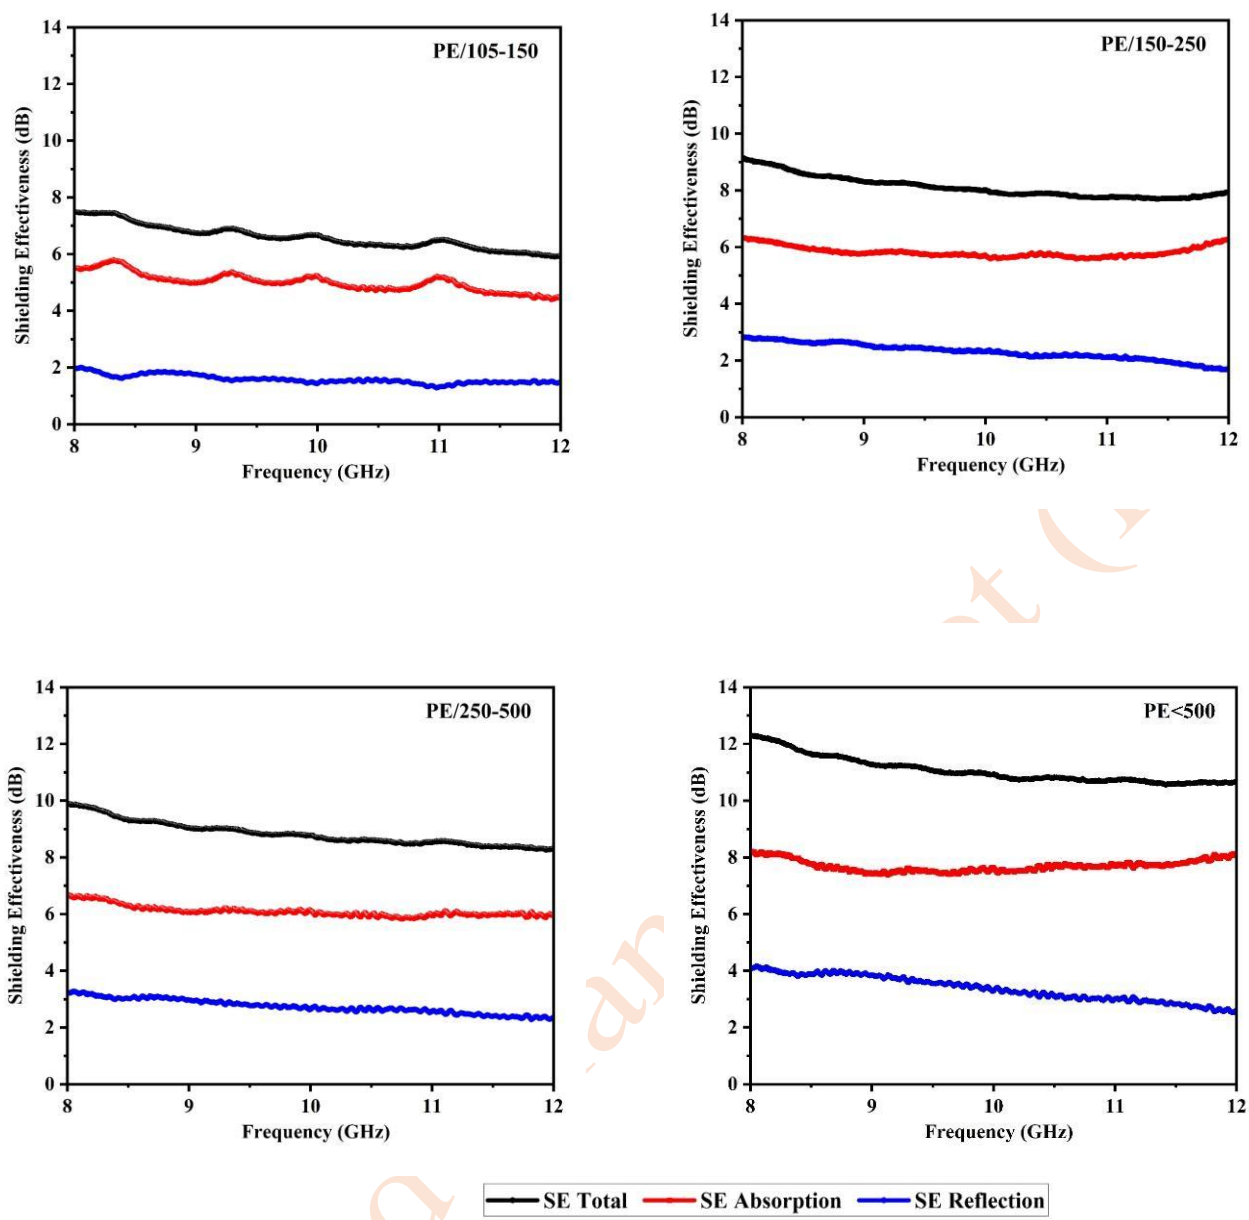 PE/105-150
Shielding Effectiveness (dB)
14
12
10
8
6
4
2
0
8 9 10 11 12
Frequency (GHz)
PE/150-250
Shielding Effectiveness (dB)
14
12
10
8
6
4
2
0
8 9 10 11 12
Frequency (GHz)
PE/250-500
Shielding Effectiveness (dB)
14
12
10
8
6
4
2
0
8 9 10 11 12
Frequency (GHz)
PE<500
Shielding Effectiveness (dB)
14
12
10
8
6
4
2
0
8 9 10 11 12
Frequency (GHz)
SE Total SE Absorption SE Reflection